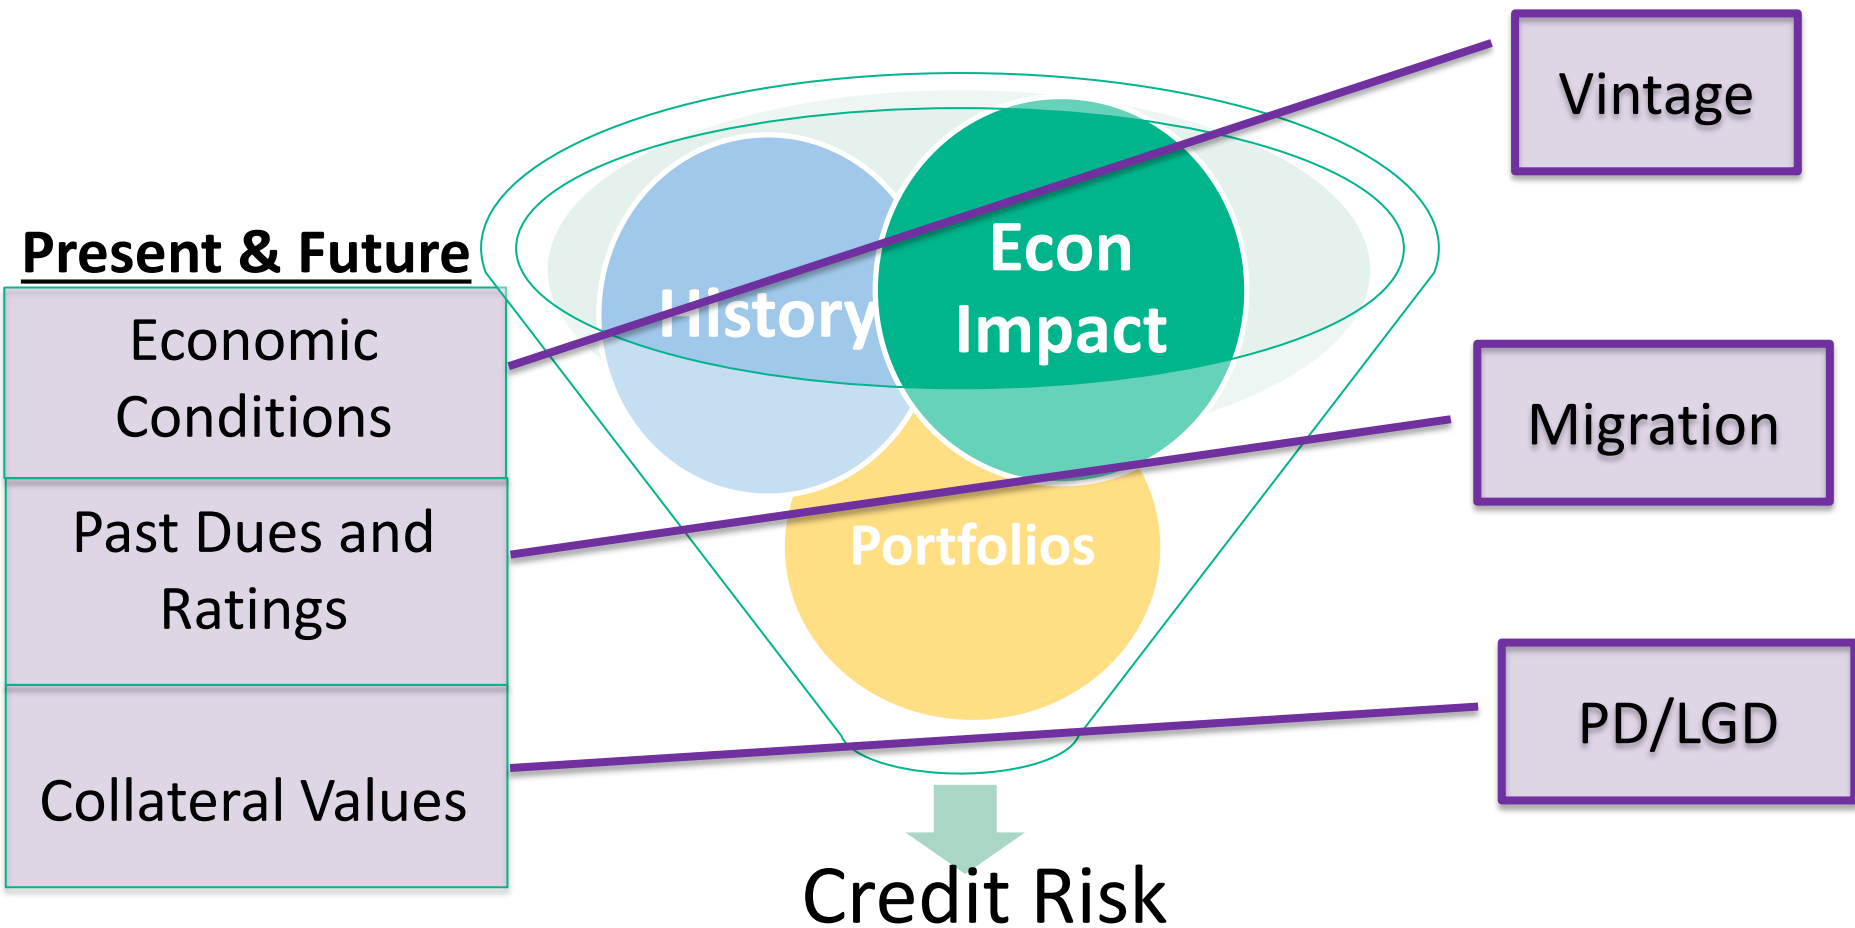 Present & Future
Economic
Conditions
Past Dues and
Ratings
Collateral Values
History
Econ
Impact
Portfolios
Credit Risk
Vintage
Migration
PD/LGD